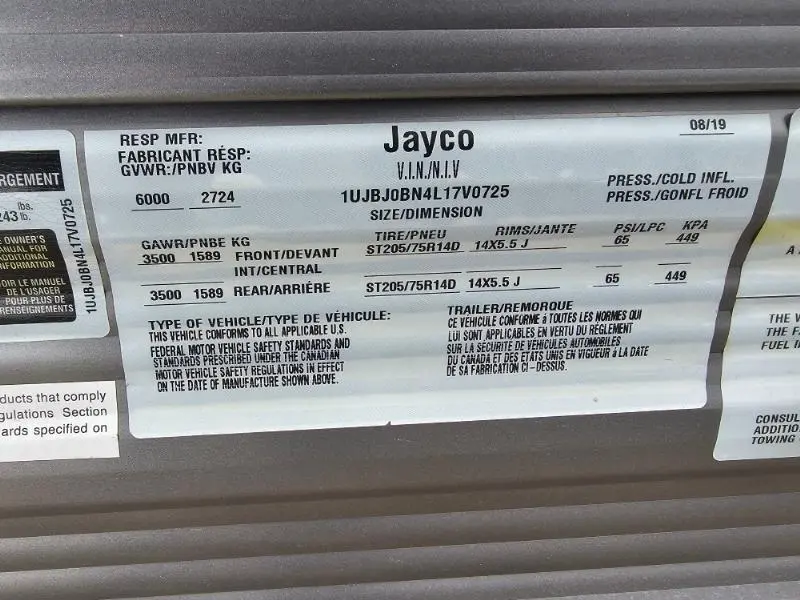 RGEMENT
lbs.
243 lb.
E OWNER'S
ANUAL FOR
ADDITIONAL
INFORMATION
OIR LE MANUEL
DE L'USAGER
POUR PLUS DE
RENSEIGNEMENTS
1UJBJ0BN4L17V0725
ducts that comply
gulations Section
ards specified on
RESP MFR:
FABRICANT RESP:
GVWR:/PNBV KG
Jayco
08/19
V.I.N./N.I.V
6000 2724
1UJBJ0BN4L17V0725
PRESS./COLD INFL.
PRESS./GONFL FROID
SIZE/DIMENSION
GAWR/PNBE KG
TIRE/PNEU RIMS/JANTE PSI/LPC KPA
3500 1589 FRONT/DEVANT ST205/75R14D 14X5.5 J 65 449
INT/CENTRAL
3500 1589 REAR/ARRIÈRE ST205/75R14D 14X5.5 J 65 449
TYPE OF VEHICLE/TYPE DE VÉHICULE:
THIS VEHICLE CONFORMS TO ALL APPLICABLE U.S.
FEDERAL MOTOR VEHICLE SAFETY STANDARDS AND
STANDARDS PRESCRIBED UNDER THE CANADIAN
MOTOR VEHICLE SAFETY REGULATIONS IN EFFECT
ON THE DATE OF MANUFACTURE SHOWN ABOVE.
TRAILER/REMORQUE
CE VÉHICULE CONFORME à TOUTES LES NORMES QUI
LUI SONT APPLICABLES EN VERTU DU RÈGLEMENT
SUR LA SÉCURITÉ DE VÉHICULES AUTOMOBILES
DU CANADA ET DES ÉTATS UNIS EN VIGUEUR à LA DATE
DE SA FABRICATION CI-DESSUS.
A
THE V
THE FA
FUEL I
CONSUL
ADDITIO
TOWING